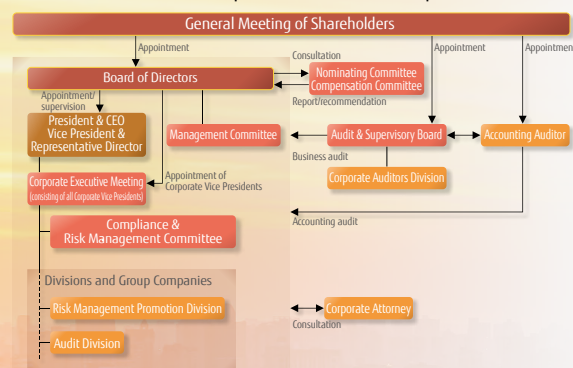 General Meeting of Shareholders
Appointment
Appointment
Appointment
Consultation
Board of Directors
Nominating Committee
Compensation Committee
Report/recommendation
Appointment/
supervision
President & CEO
Vice President &
Representative Director
Management Committee
Audit & Supervisory Board
Accounting Auditor
Business audit
Corporate Auditors Division
Appointment of
Corporate Vice Presidents
Corporate Executive Meeting
(consisting of all Corporate Vice Presidents)
Accounting audit
Compliance &
Risk Management Committee
Divisions and Group Companies
Risk Management Promotion Division
Corporate Attorney
Consultation
Audit Division